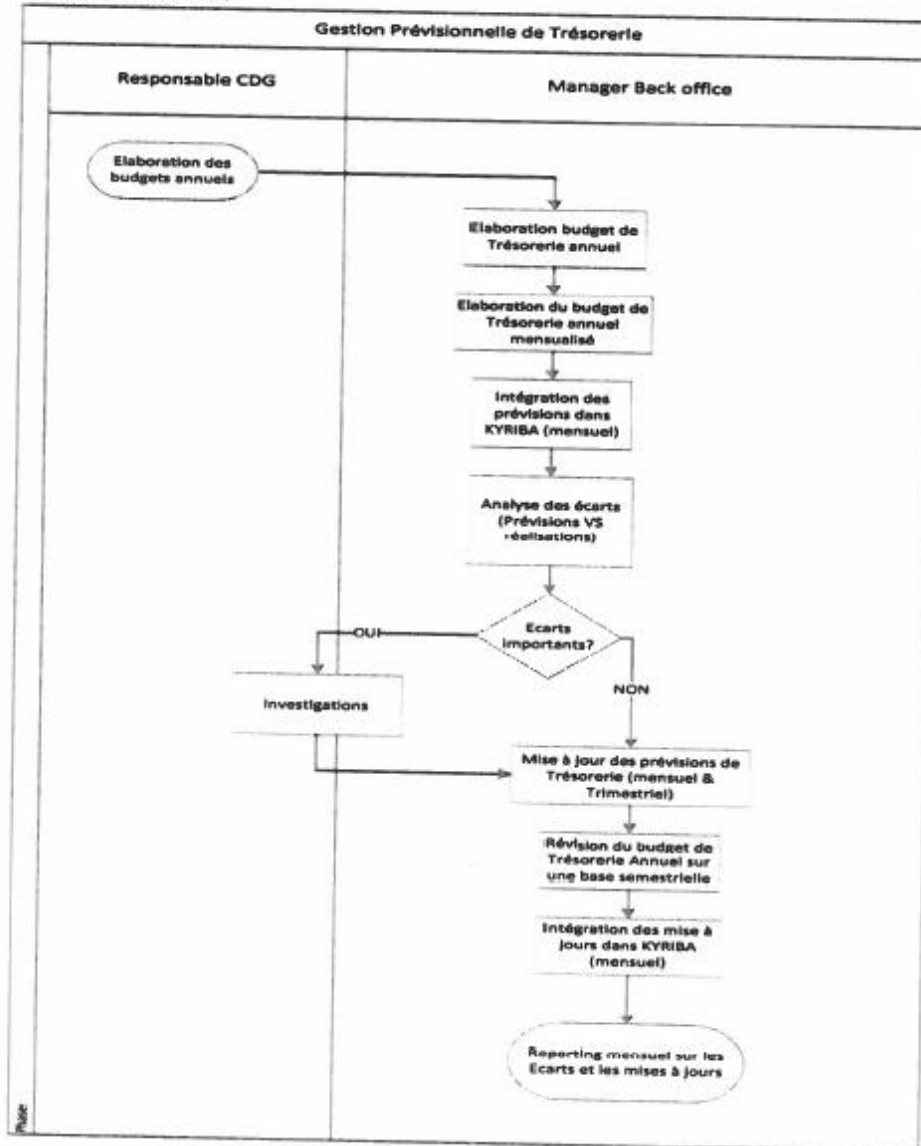 Gestion Prévisionnelle de Trésorerie
Responsable CDG
Manager Back office
Elaboration des
budgets annuels
Elaboration budget de
Trésorerie annuel
Elaboration du budget de
Trésorerie annuel
mensualisé
Intégration des
prévisions dans
KYRIBA (mensuel)
Analyse des écarts
(Prévisions VS
réelisations)
Ecarts
importants?
OUI
NON
Investigations
Mise à jour des prévisions de
Trésorerie (mensuel &
Trimestriel)
Révision du budget de
Trésorerie Annuel sur
une base semestrielle
Intégration des mise à
jours dans KYRIBA
(mensuel)
Reporting mensuel sur les
Ecarts et les mises à jours
Phase